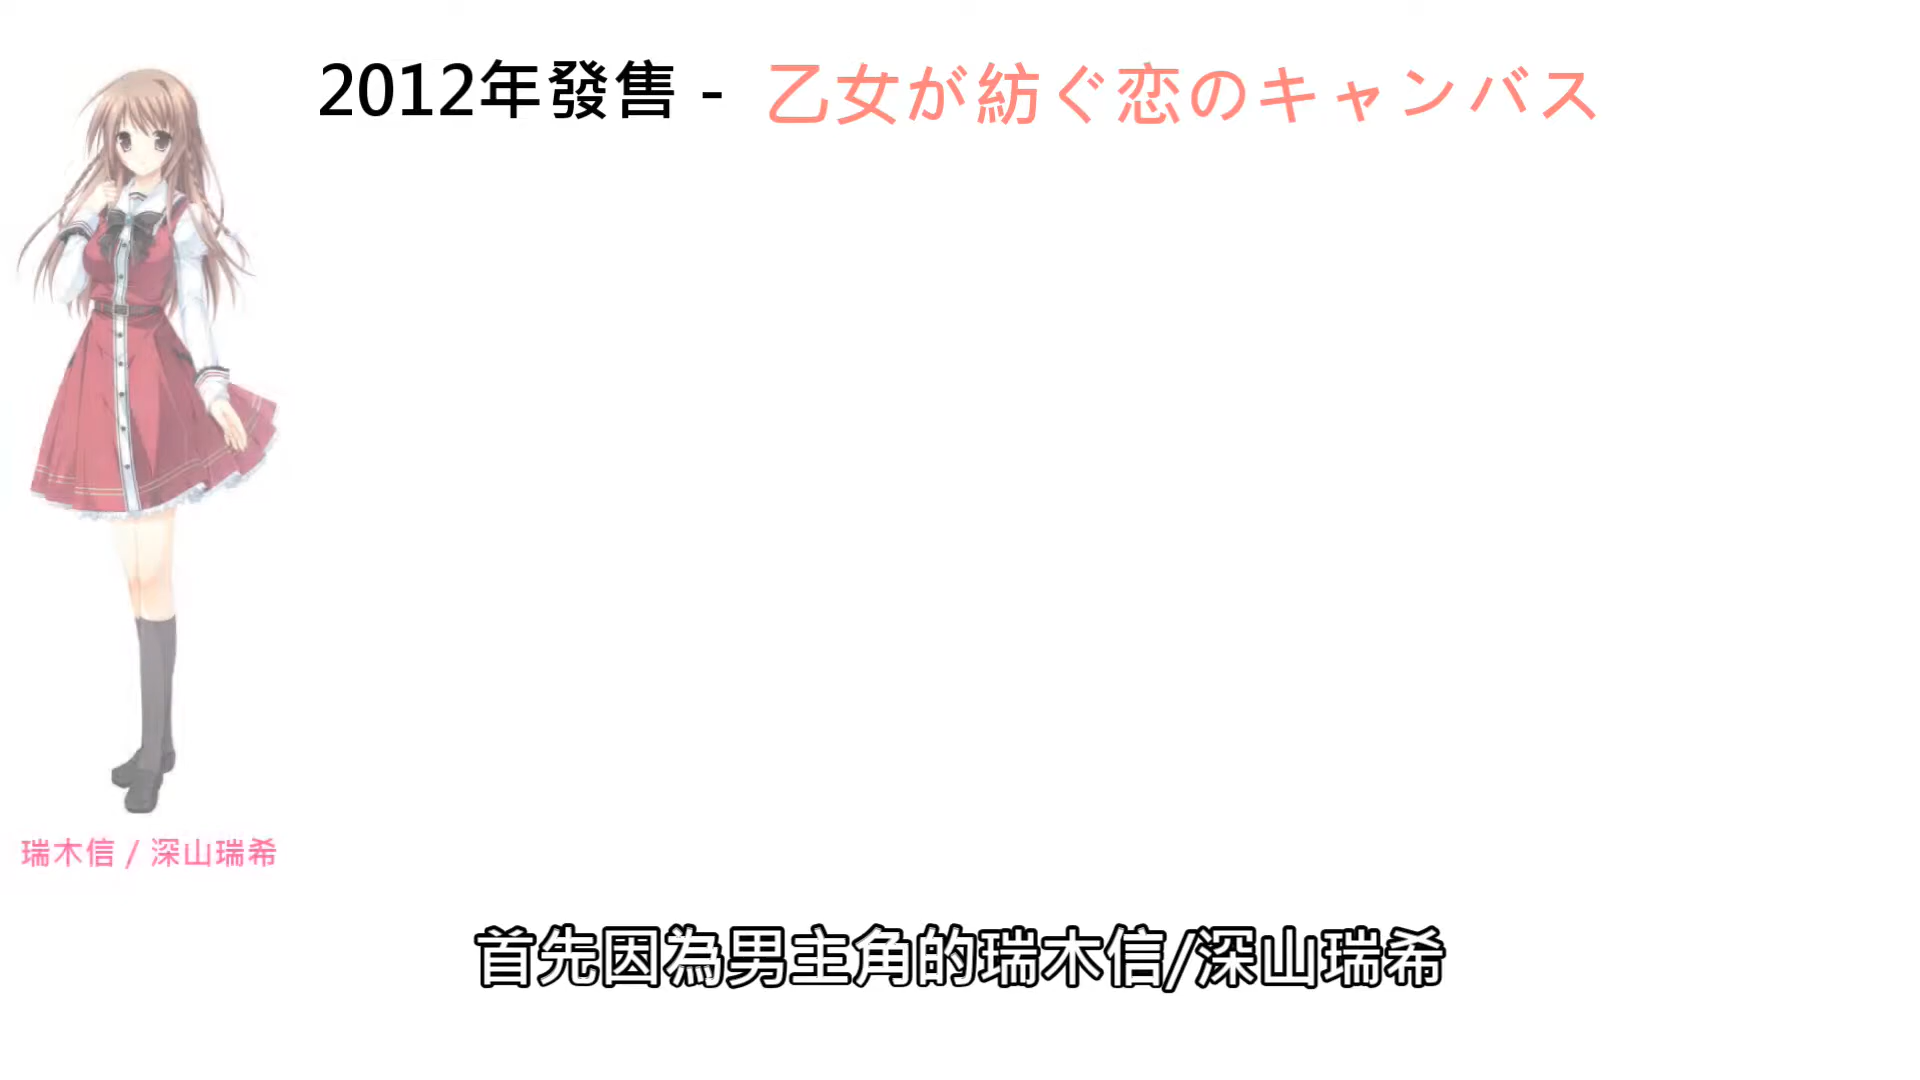 2012年發售 - 乙女が紡ぐ恋のキャンバス
瑞木信 / 深山瑞希
首先因為男主角的瑞木信/深山瑞希